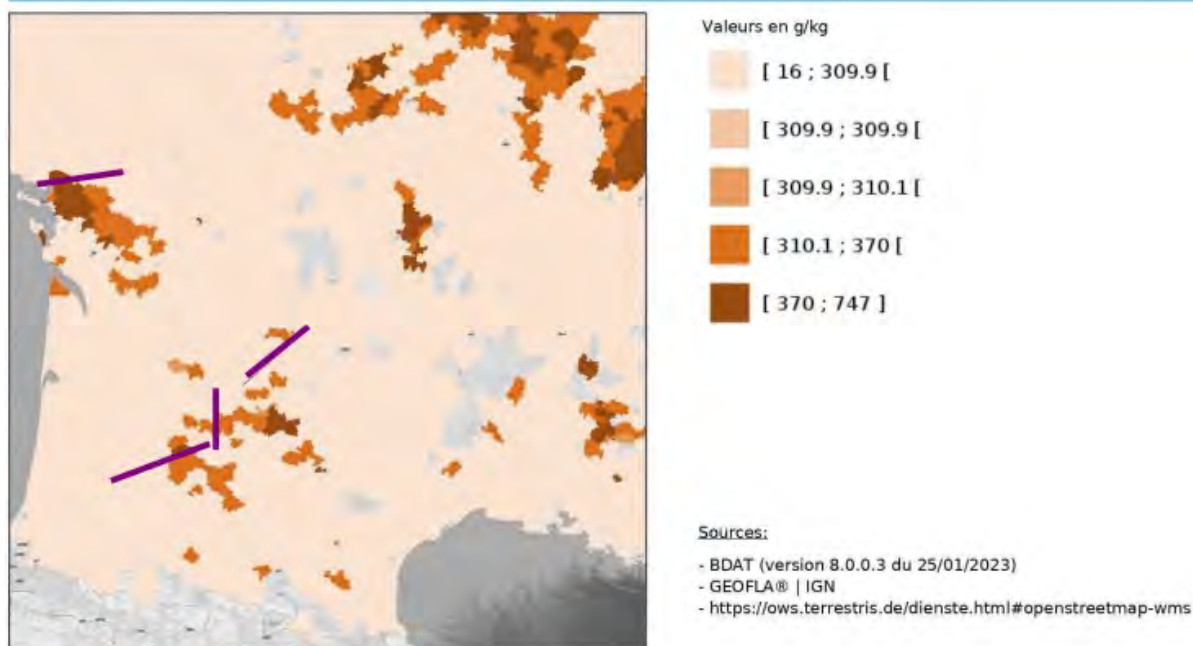 Valeurs en g/kg
[ 16 ; 309.9 [
[ 309.9 ; 309.9 [
[ 309.9 ; 310.1 [
[ 310.1 ; 370 [
[ 370 ; 747 ]
Sources:
- BDAT (version 8.0.0.3 du 25/01/2023)
- GEOFLA® | IGN
- https://ows.terrestris.de/dienste.html#openstreetmap-wms